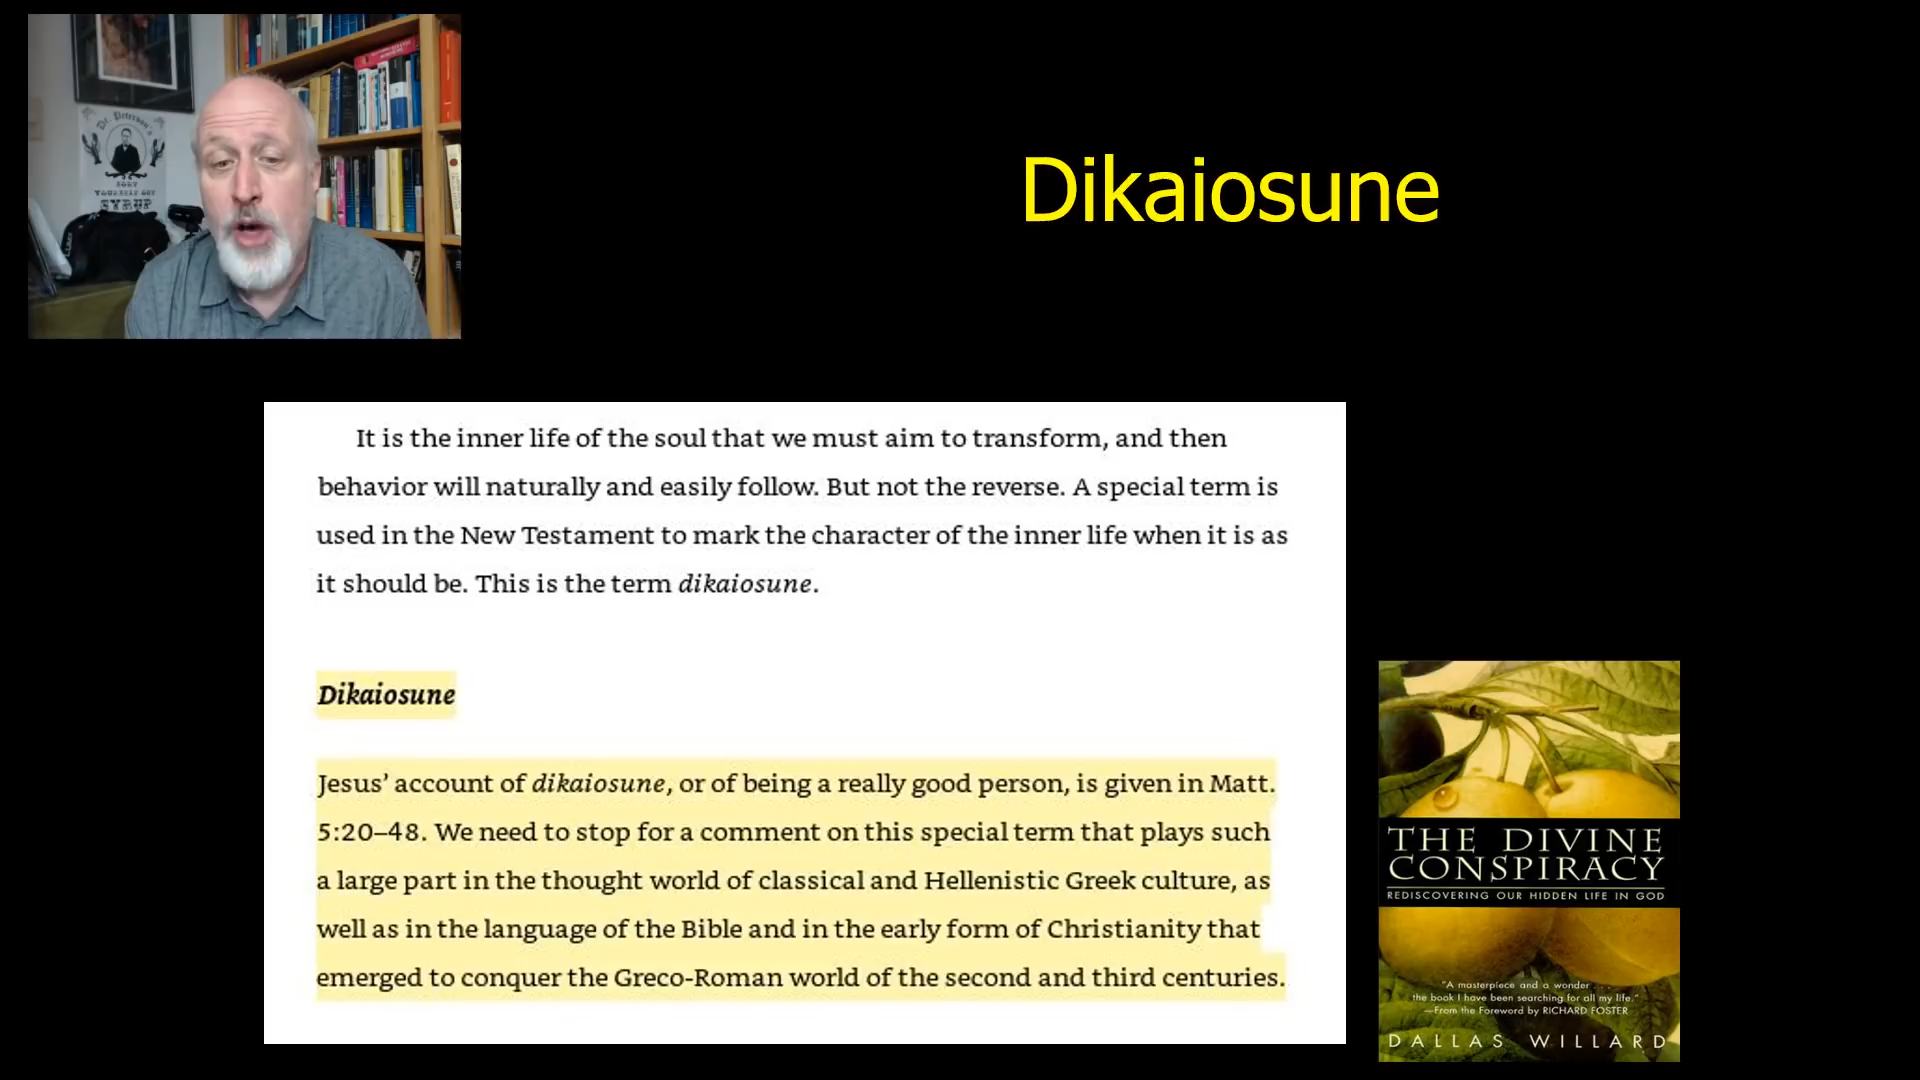 Dr. Peterson's
SYRUP
Dikaiosune
It is the inner life of the soul that we must aim to transform, and then
behavior will naturally and easily follow. But not the reverse. A special term is
used in the New Testament to mark the character of the inner life when it is as
it should be. This is the term dikaiosune.
Dikaiosune
Jesus’ account of dikaiosune, or of being a really good person, is given in Matt.
5:20–48. We need to stop for a comment on this special term that plays such
a large part in the thought world of classical and Hellenistic Greek culture, as
well as in the language of the Bible and in the early form of Christianity that
emerged to conquer the Greco-Roman world of the second and third centuries.
THE DIVINE
CONSPIRACY
REDISCOVERING OUR HIDDEN LIFE IN GOD
"A masterpiece and a wonder . . .
the book I have been searching for all my life."
—From the Foreword by RICHARD FOSTER
DALLAS WILLARD